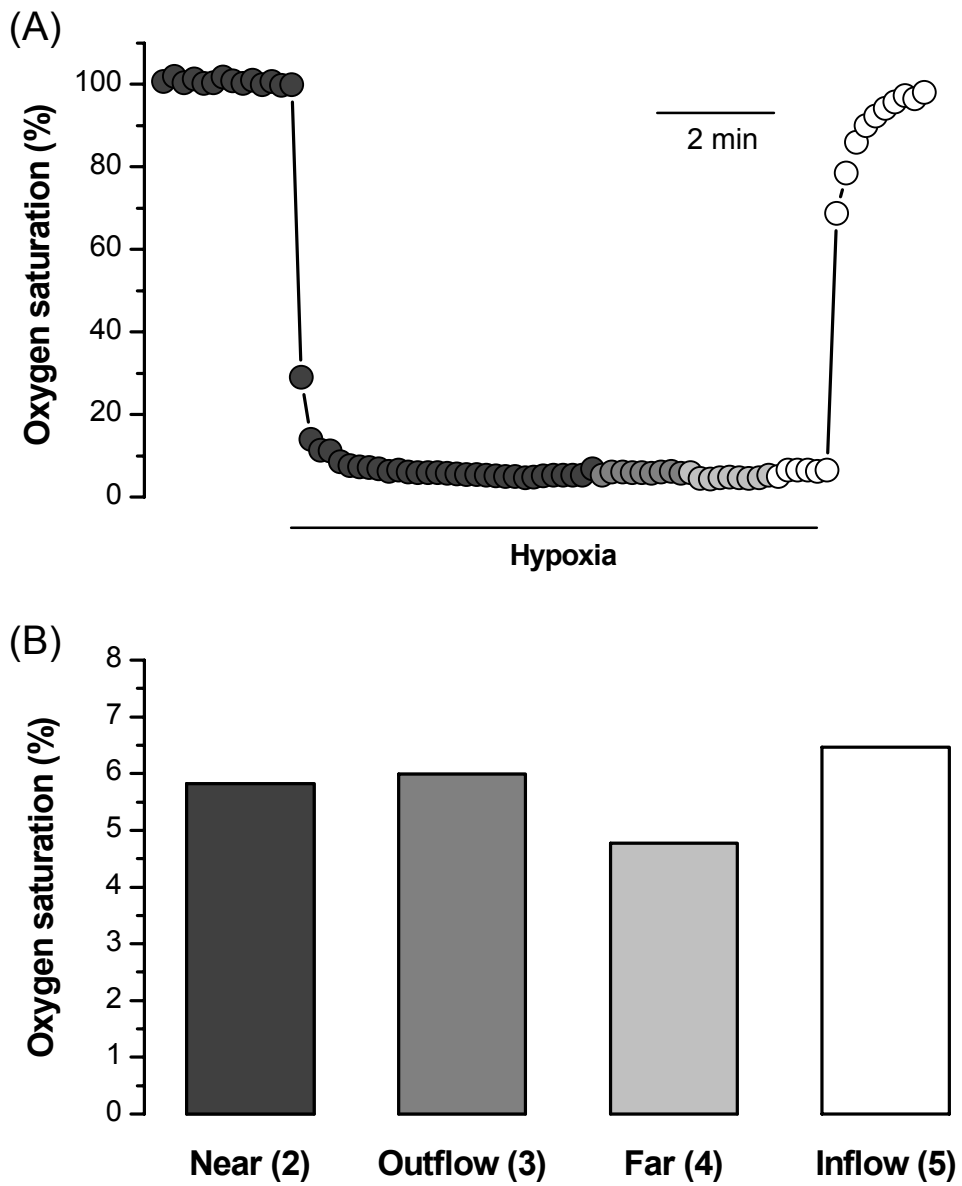 (A)
Oxygen saturation (%)
100
80
60
40
20
0
2 min
Hypoxia
(B)
Oxygen saturation (%)
8
7
6
5
4
3
2
1
0
Near (2) Outflow (3) Far (4) Inflow (5)